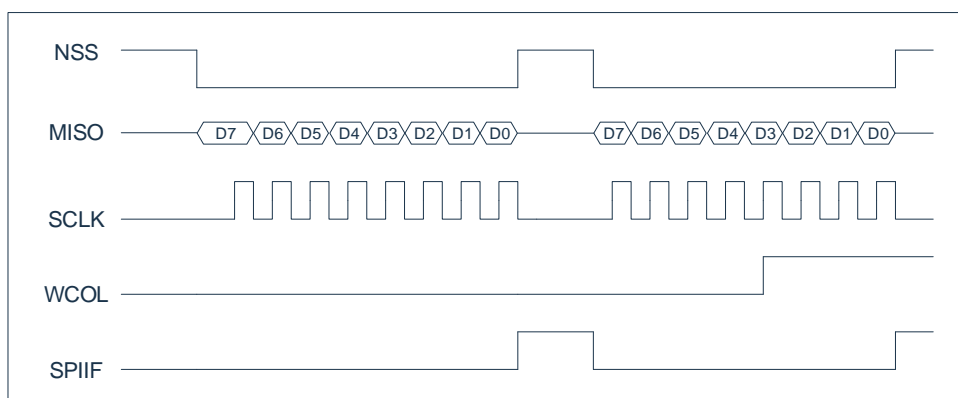 NSS
MISO D7 D6 D5 D4 D3 D2 D1 D0 D7 D6 D5 D4 D3 D2 D1 D0
SCLK
WCOL
SPIIF